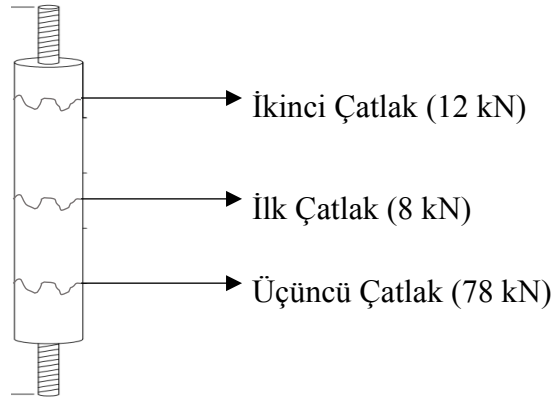 İkinci Çatlak (12 kN)
İlk Çatlak (8 kN)
Üçüncü Çatlak (78 kN)